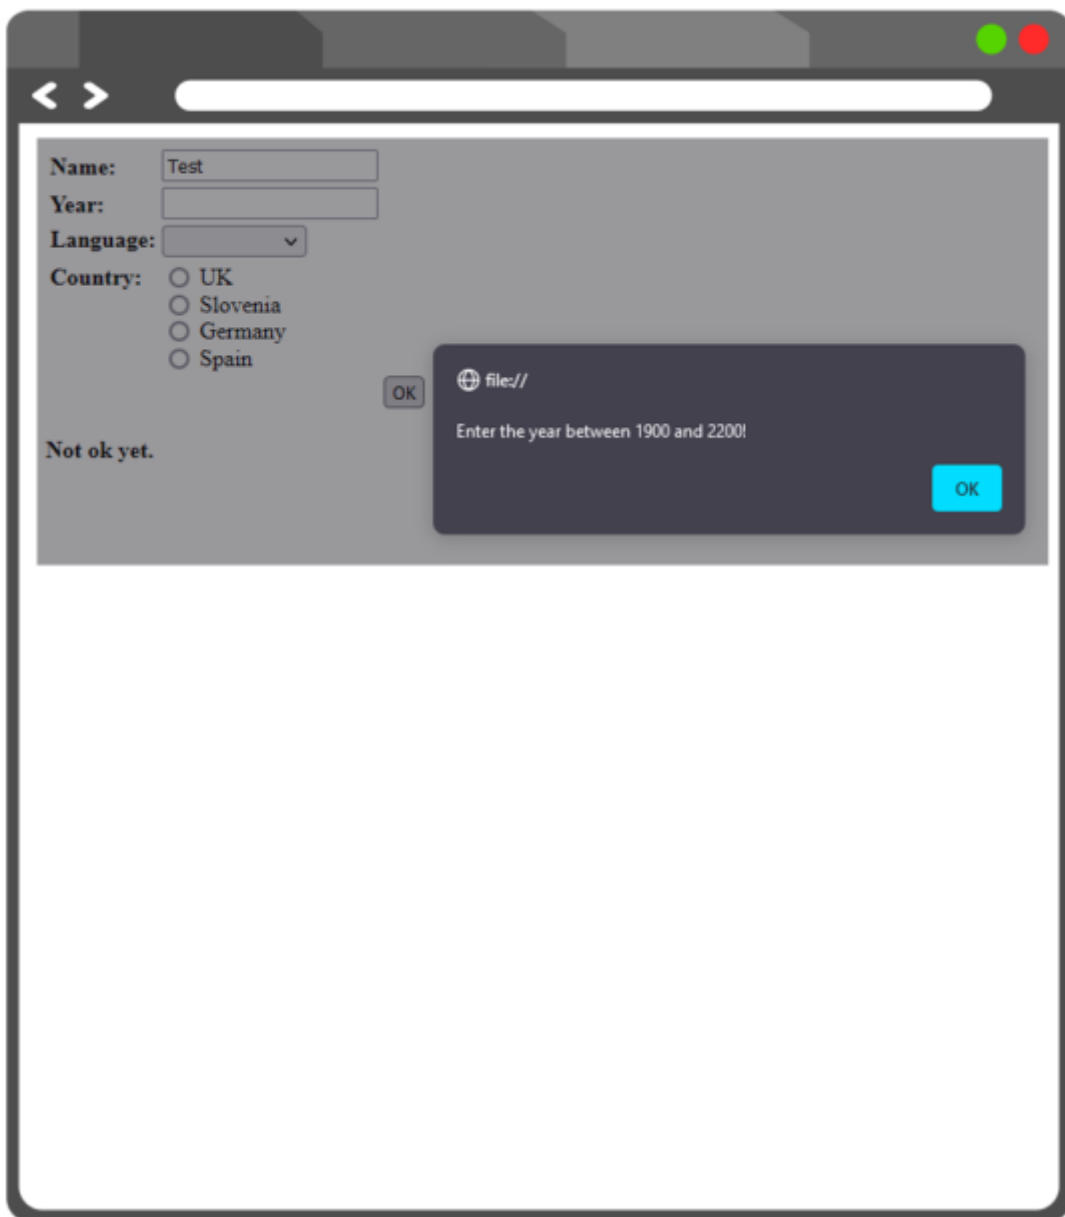 Name: Test
Year:
Language:
Country: UK
Slovenia
Germany
Spain
OK
Not ok yet.
file://
Enter the year between 1900 and 2200!
OK